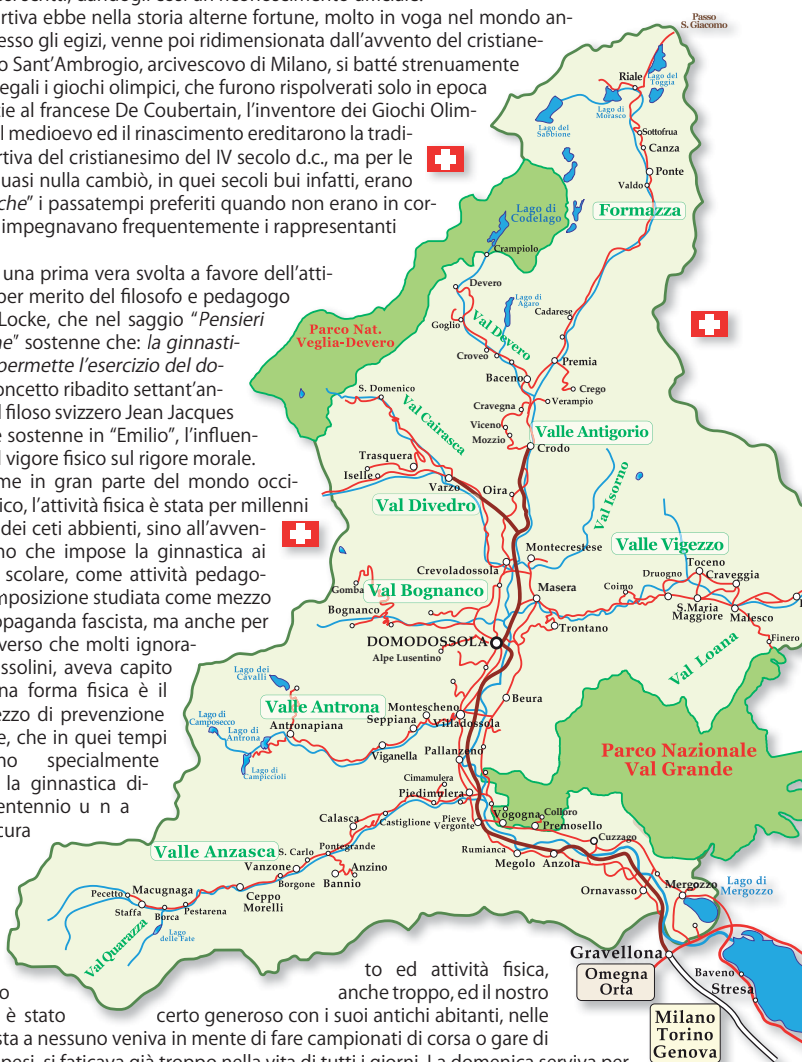 rtiva ebbe nella storia alterne fortune, molto in voga nel mondo an-
esso gli egizi, venne poi ridimensionata dall'avvento del cristiane-
o Sant'Ambrogio, arcivescovo di Milano, si batté strenuamente
egali i giochi olimpici, che furono rispolverati solo in epoca
zie al francese De Coubertain, l'inventore dei Giochi Olim-
l medioevo ed il rinascimento ereditarono la tradi-
rtiva del cristianesimo del IV secolo d.c., ma per le
uasi nulla cambiò, in quei secoli bui infatti, erano
che" i passatempi preferiti quando non erano in cor-
impegnavano frequentemente i rappresentanti
una prima vera svolta a favore dell'atti-
per merito del filosofo e pedagogo
Locke, che nel saggio "Pensieri
ne" sostenne che: la ginnasti-
permette l'esercizio del do-
oncetto ribadito settant'an-
l filoso svizzero Jean Jacques
e sostenne in "Emilio", l'influen-
l vigore fisico sul rigore morale.
me in gran parte del mondo occi-
ico, l'attività fisica è stata per millenni
dei ceti abbienti, sino all'avven-
no che impose la ginnastica ai
scolare, come attività pedago-
mposizione studiata come mezzo
opaganda fascista, ma anche per
verso che molti ignora-
ssolini, aveva capito
na forma fisica è il
ezzo di prevenzione
e, che in quei tempi
no specialmente
la ginnastica di-
entennio u n a
cura
to ed attività fisica,
o anche troppo, ed il nostro
è stato certo generoso con i suoi antichi abitanti, nelle
sta a nessuno veniva in mente di fare campionati di corsa o gare di
pesi, si faticava già troppo nella vita di tutti i giorni. La domenica serviva per
Passo
S. Giacomo
Riale
Lago del
Toggia
Lago di
Morasco
Lago del
Sabbione
Sottofrua
Canza
Ponte
Valdo
Formazza
Lago di
Codelago
Crampiolo
Devero
Lago di
Agaro
Goglio
Val Devero
Cadarese
Parco Nat.
Veglia-Devero
Croveo
Premia
Baceno
Crego
Verampio
S. Domenico
Cravegna
Val Cairasca
Viceno
Mozzio
Valle Antigorio
Crodo
Trasquera
Iselle
Varzo
Oira
Val Isorno
Val Divedro
Montecrestese
Valle Vigezzo
Crevoladossola
Toceno
Druogno
Craveggia
Gomba
Val Bognanco
Masera
Coimo
Bognanco
S.Maria
Maggiore
Malesco
Trontano
DOMODOSSOLA
Finero
Alpe Lusentino
Val Loana
Lago dei
Cavalli
Valle Antrona
Beura
Lago di
Camposecco
Montescheno
Seppiana
Villadossola
Antronapiana
Lago di
Antrona
Viganella
Pallanzeno
Parco Nazionale
Val Grande
Lago di
Campiccioli
Cimamulera
Piedimulera
Calasca
Castiglione
Pieve
Vergonte
Vogogna
Colloro
Premosello
Cuzzago
Valle Anzasca
S. Carlo
Pontegrande
Rumianca
Vanzone
Anzino
Megolo
Anzola
Borgone
Bannio
Pecetto
Macugnaga
Ceppo
Morelli
Ornavasso
Mergozzo
Lago di
Mergozzo
Staffa
Borca
Pestarena
Lago
delle Fate
Val Quarazza
Gravellona
Omegna
Orta
Baveno
Stresa
Milano
Torino
Genova